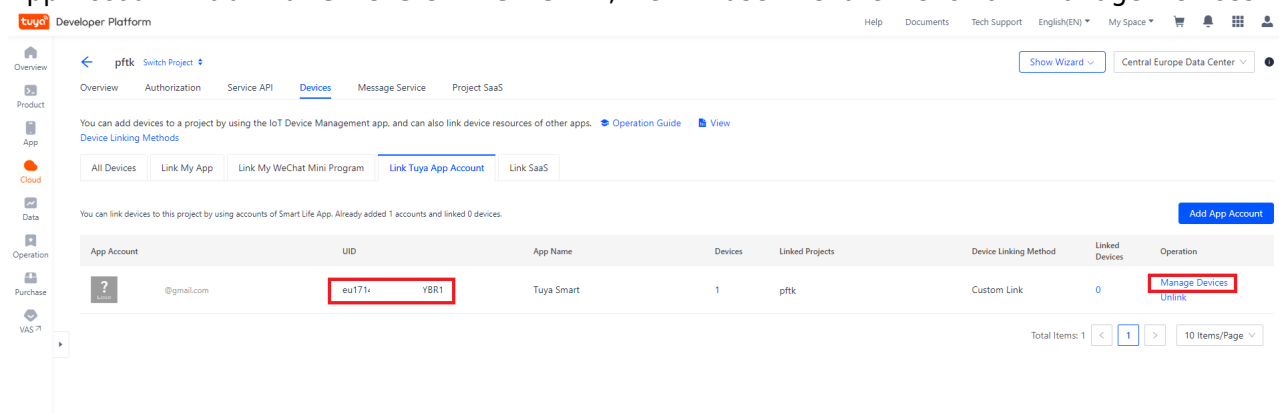 tuya Developer Platform
Help Documents Tech Support English(EN) My Space
Overview
Product
App
Cloud
Data
Operation
Purchase
VAS
pftk Switch Project
Show Wizard
Central Europe Data Center
Overview Authorization Service API Devices Message Service Project SaaS
You can add devices to a project by using the IoT Device Management app, and can also link device resources of other apps. Operation Guide View
Device Linking Methods
All Devices Link My App Link My WeChat Mini Program Link Tuya App Account Link SaaS
You can link devices to this project by using accounts of Smart Life App. Already added 1 accounts and linked 0 devices.
Add App Account
App Account UID App Name Devices Linked Projects Device Linking Method Linked Devices Operation
@gmail.com eu171 YBR1 Tuya Smart 1 pftk Custom Link 0 Manage Devices
Unlink
Total Items: 1 < 1 > 10 Items/Page